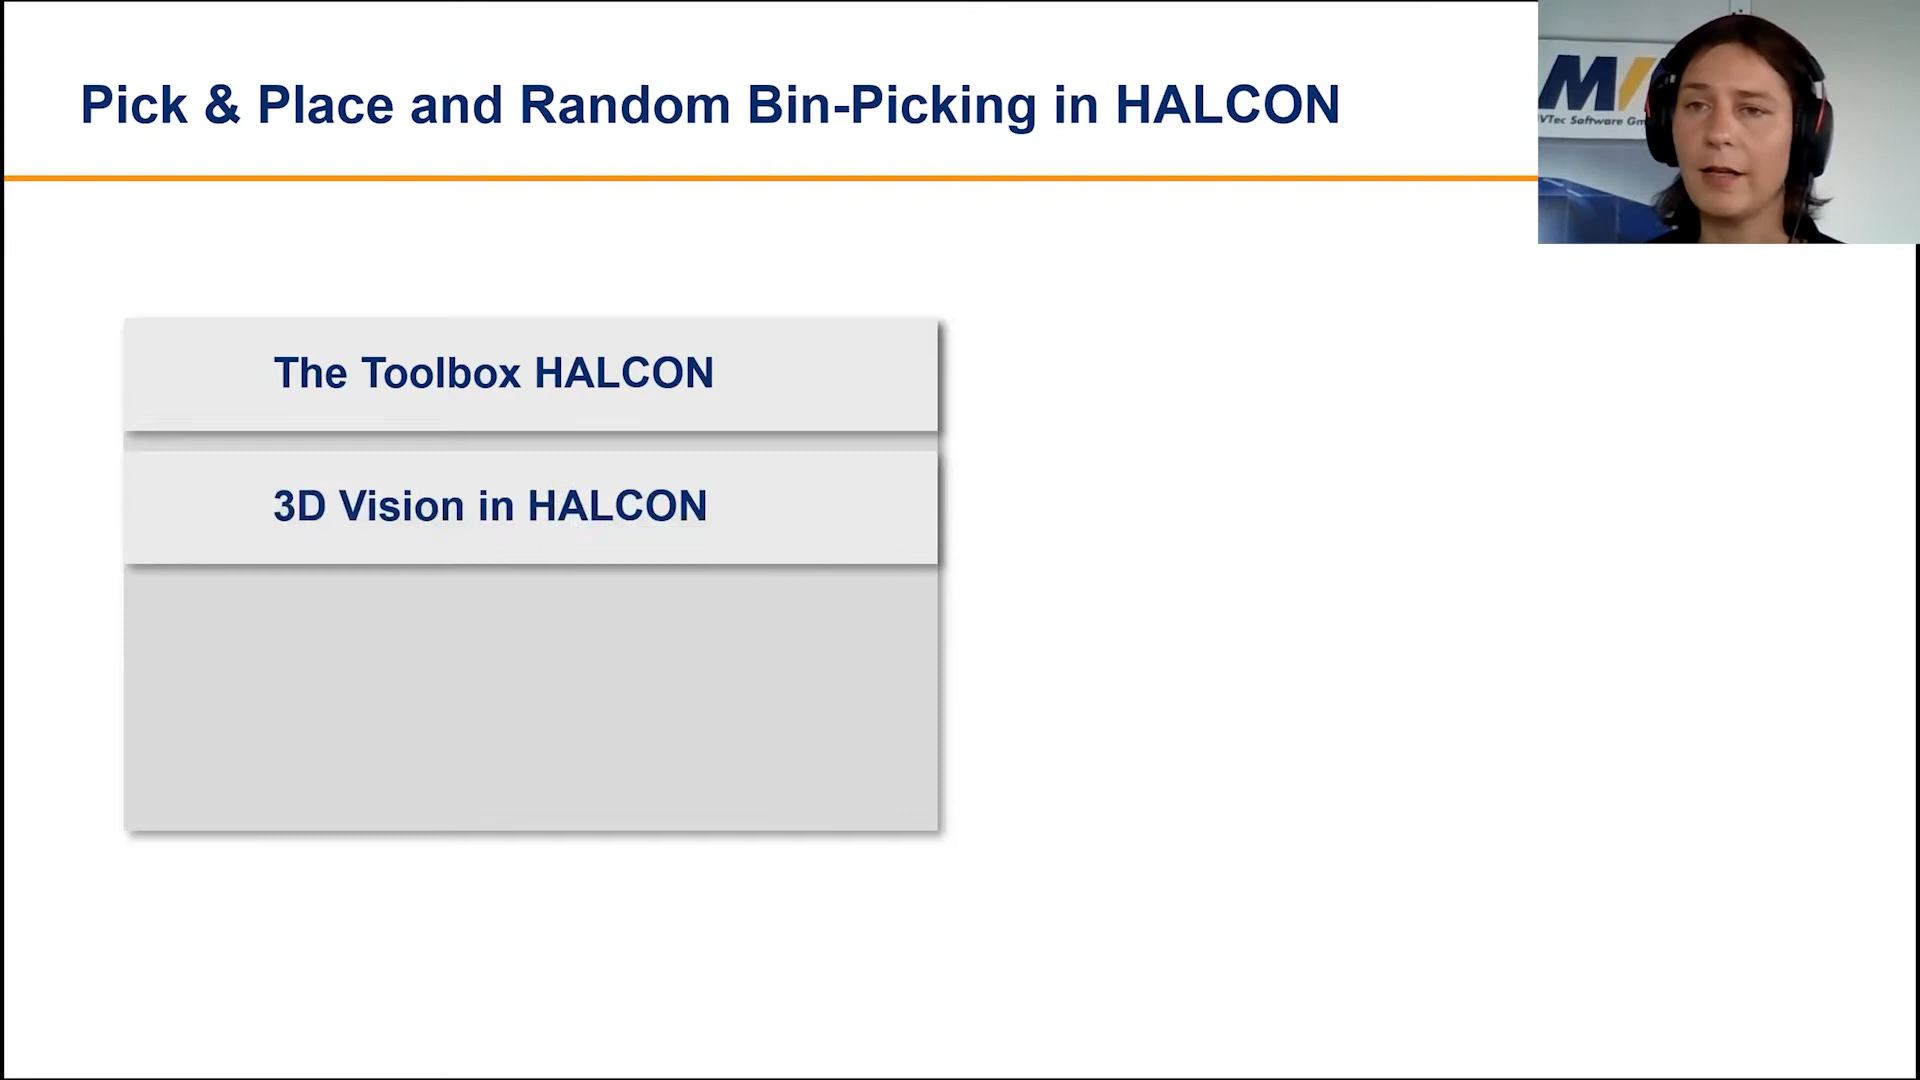 Pick & Place and Random Bin-Picking in HALCON
The Toolbox HALCON
3D Vision in HALCON